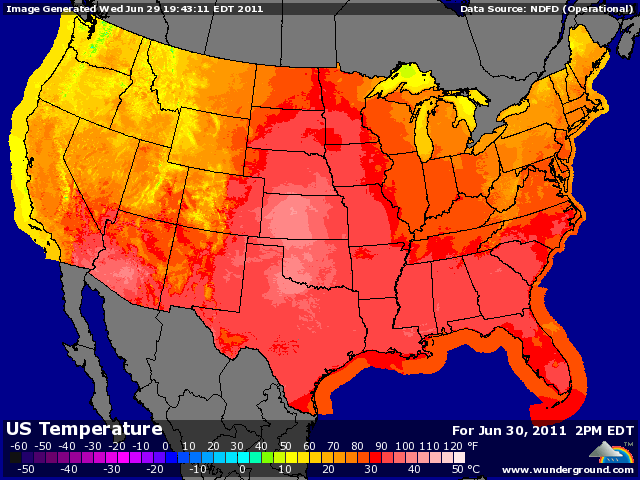 Image Generated Wed Jun 29 19:43:11 EDT 2011 Data Source: NDFD (Operational)
US Temperature For Jun 30, 2011 2PM EDT
-60 -50 -40 -30 -20 -10 0 10 20 30 40 50 60 70 80 90 100 110 120 °F
-50 -40 -30 -20 -10 0 10 20 30 40 50 °C
www.wunderground.com